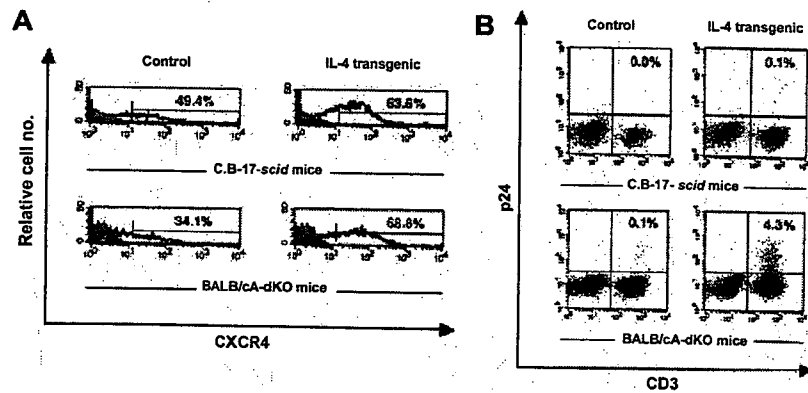 A
Control
IL-4 transgenic
49.4%
63.6%
C.B-17-scid mice
34.1%
68.8%
BALB/cA-dKO mice
Relative cell no.
CXCR4
B
Control
IL-4 transgenic
0.0%
0.1%
C.B-17- scid mice
0.1%
4.3%
BALB/cA-dKO mice
p24
CD3